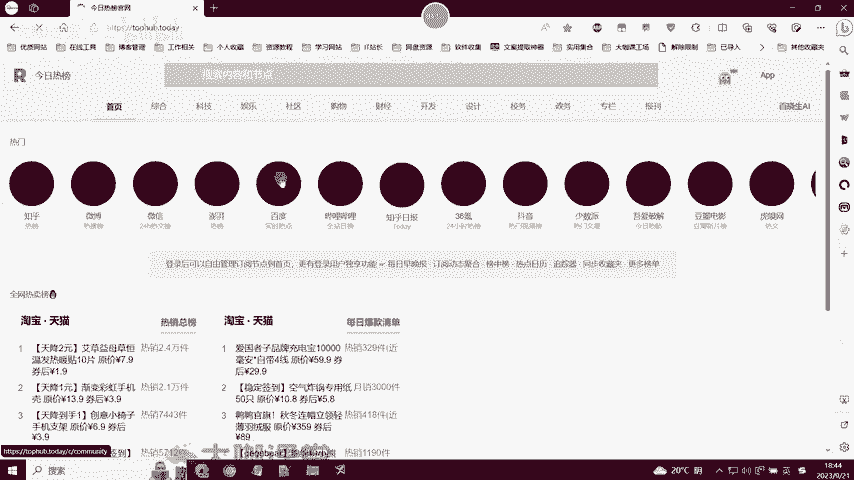 今日热榜官网
https://tophub.today
优质网站 在线工具 博客管理 工作相关 个人收藏 资源教程 学习网站 IT站长 网盘资源 软件收集 文案提取神器 实用集合 大咖课工场 解除限制 已导入 其他收藏夹
今日热榜 搜索内容和节点 App
首页 综合 科技 娱乐 社区 购物 财经 开发 设计 校务 政务 专栏 报刊 百晓生AI
热门
知乎 微博 微信 澎湃 百度 哔哩哔哩 知乎日报 36氪 抖音 少数派 吾爱破解 豆瓣电影 虎嗅网
热榜 热搜榜 24h热文榜 热榜 实时热点 全站日榜 Today 24小时热榜 热门视频榜 热门文章 今日热帖 热文
登录后可以自由管理订阅节点到首页，更有登录用户独享功能 每日早晚报 · 订阅动态聚合 · 榜中榜 · 热点日历 · 追踪器 · 同步收藏夹 · 更多榜单
全网热卖榜
淘宝 · 天猫 热销总榜 淘宝 · 天猫 每日爆款清单
1 【天降2元】艾草益母草恒温发热暖贴10片 原价¥7.9 券后¥1.9 热销2.4万件
2 【天降1元】渐变彩虹手机壳 原价¥13.9 券后¥3.9 热销2.1万件
3 【天降到手1】创意小椅子手机支架 原价¥6.9 券后¥3.9 热销7443件
1 爱国者子品牌充电宝10000毫安*自带4线 原价¥59.9 券后¥29.9 热销329件(近
2 【稳定签到】空气炸锅专用纸50只 原价¥10.8 券后¥5.8 月销3000件
3 鸭鸭官旗！秋冬连帽立领轻薄羽绒服 原价¥359 券后¥89 热销418件(近
热销1190件
https://tophub.today/c/community
搜索
20°C 阴
英
18:44
2023/9/21